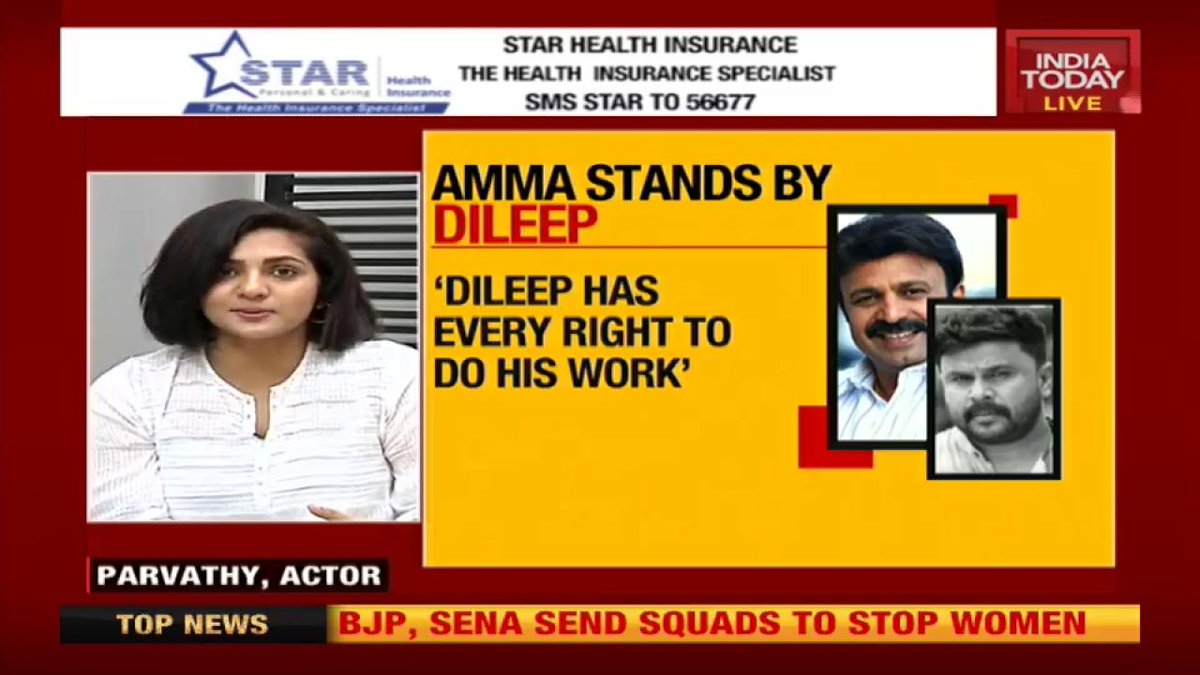 STAR
Health
Insurance
Personal & Caring
The Health Insurance Specialist
STAR HEALTH INSURANCE
THE HEALTH INSURANCE SPECIALIST
SMS STAR TO 56677
INDIA
TODAY
LIVE
AMMA STANDS BY
DILEEP
‘DILEEP HAS
EVERY RIGHT TO
DO HIS WORK’
PARVATHY, ACTOR
TOP NEWS
BJP, SENA SEND SQUADS TO STOP WOMEN